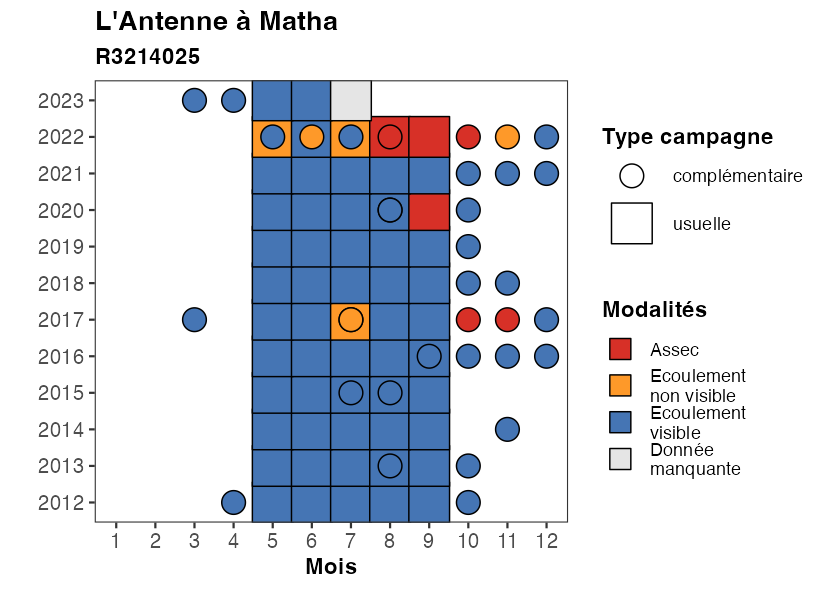 L'Antenne à Matha
R3214025
2023
2022
2021
2020
2019
2018
2017
2016
2015
2014
2013
2012
1 2 3 4 5 6 7 8 9 10 11 12
Mois
Type campagne
complémentaire
usuelle
Modalités
Assec
Ecoulement
non visible
Ecoulement
visible
Donnée
manquante